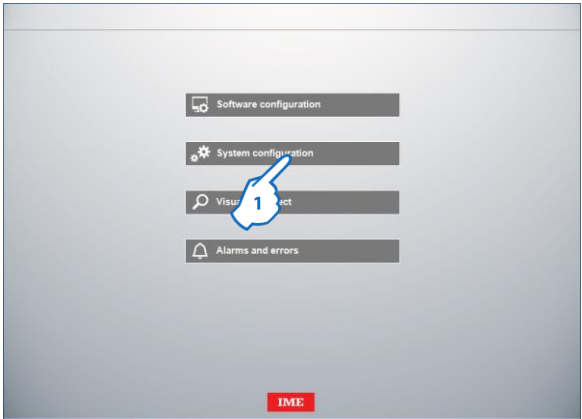 Software configuration
System configuration
1
Alarms and errors
IME